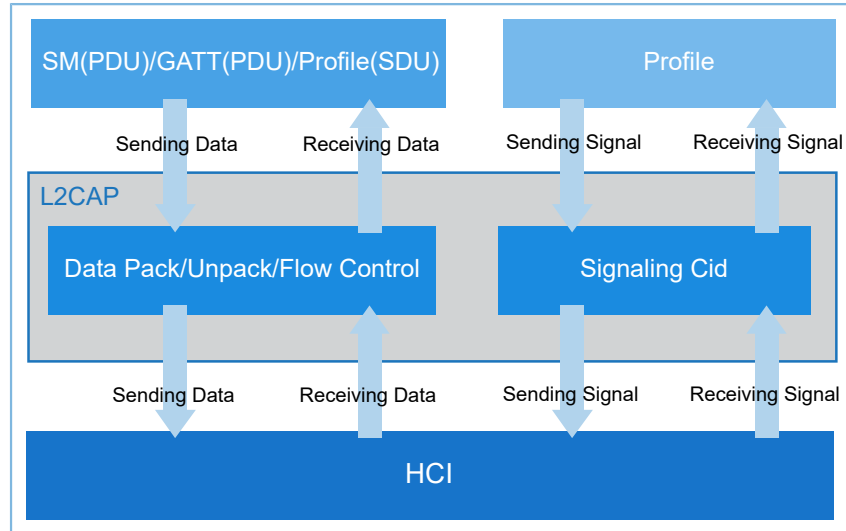 SM(PDU)/GATT(PDU)/Profile(SDU)
Profile
Sending Data
Receiving Data
Sending Signal
Receiving Signal
L2CAP
Data Pack/Unpack/Flow Control
Signaling Cid
Sending Data
Receiving Data
Sending Signal
Receiving Signal
HCI